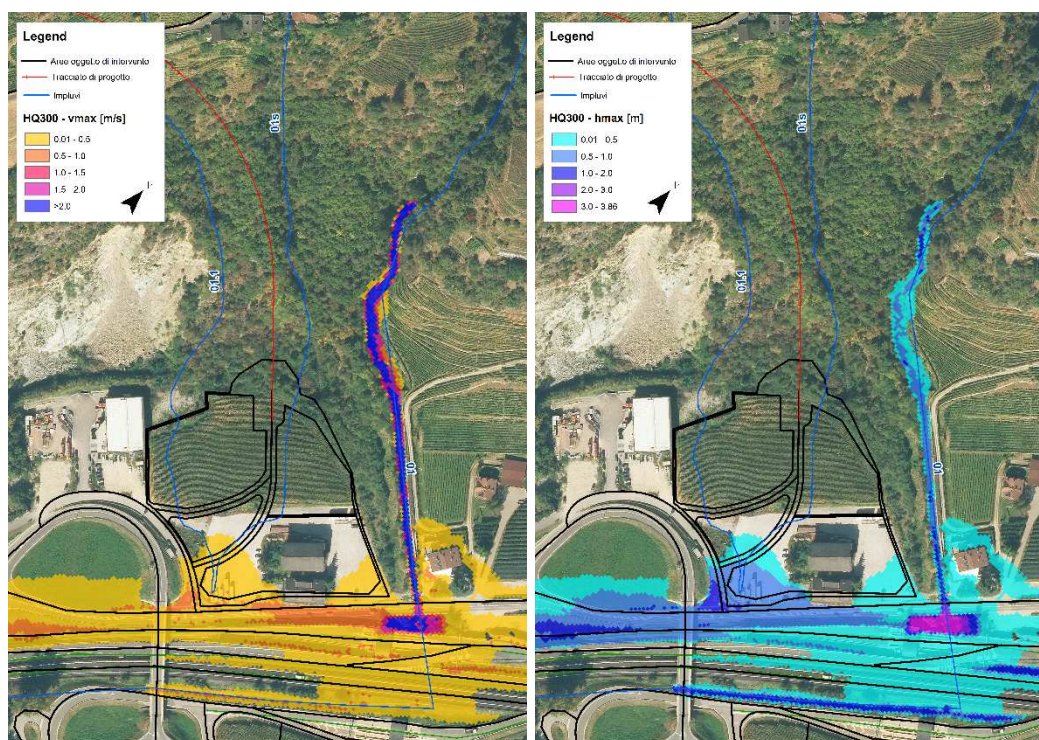 Legend
Aree oggetto di intervento
Tracciato di progetto
Impluvi
HQ300 - vmax [m/s]
0.01 - 0.5
0.5 - 1.0
1.0 - 1.5
1.5 - 2.0
>2.0
01s
01.1
01
Legend
Aree oggetto di intervento
Tracciato di progetto
Impluvi
HQ300 - hmax [m]
0.01 - 0.5
0.5 - 1.0
1.0 - 2.0
2.0 - 3.0
3.0 - 3.86
01s
01.1
01